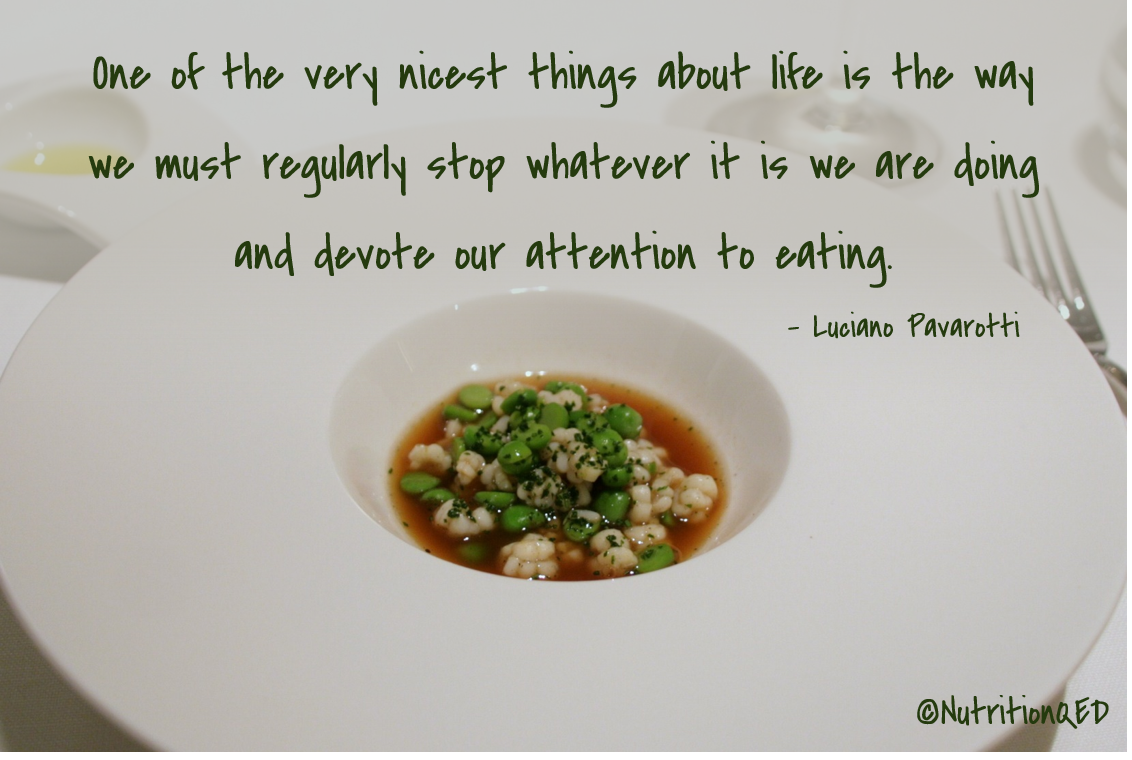 One of the very nicest things about life is the way
we must regularly stop whatever it is we are doing
and devote our attention to eating.
- Luciano Pavarotti
©NutritionQED